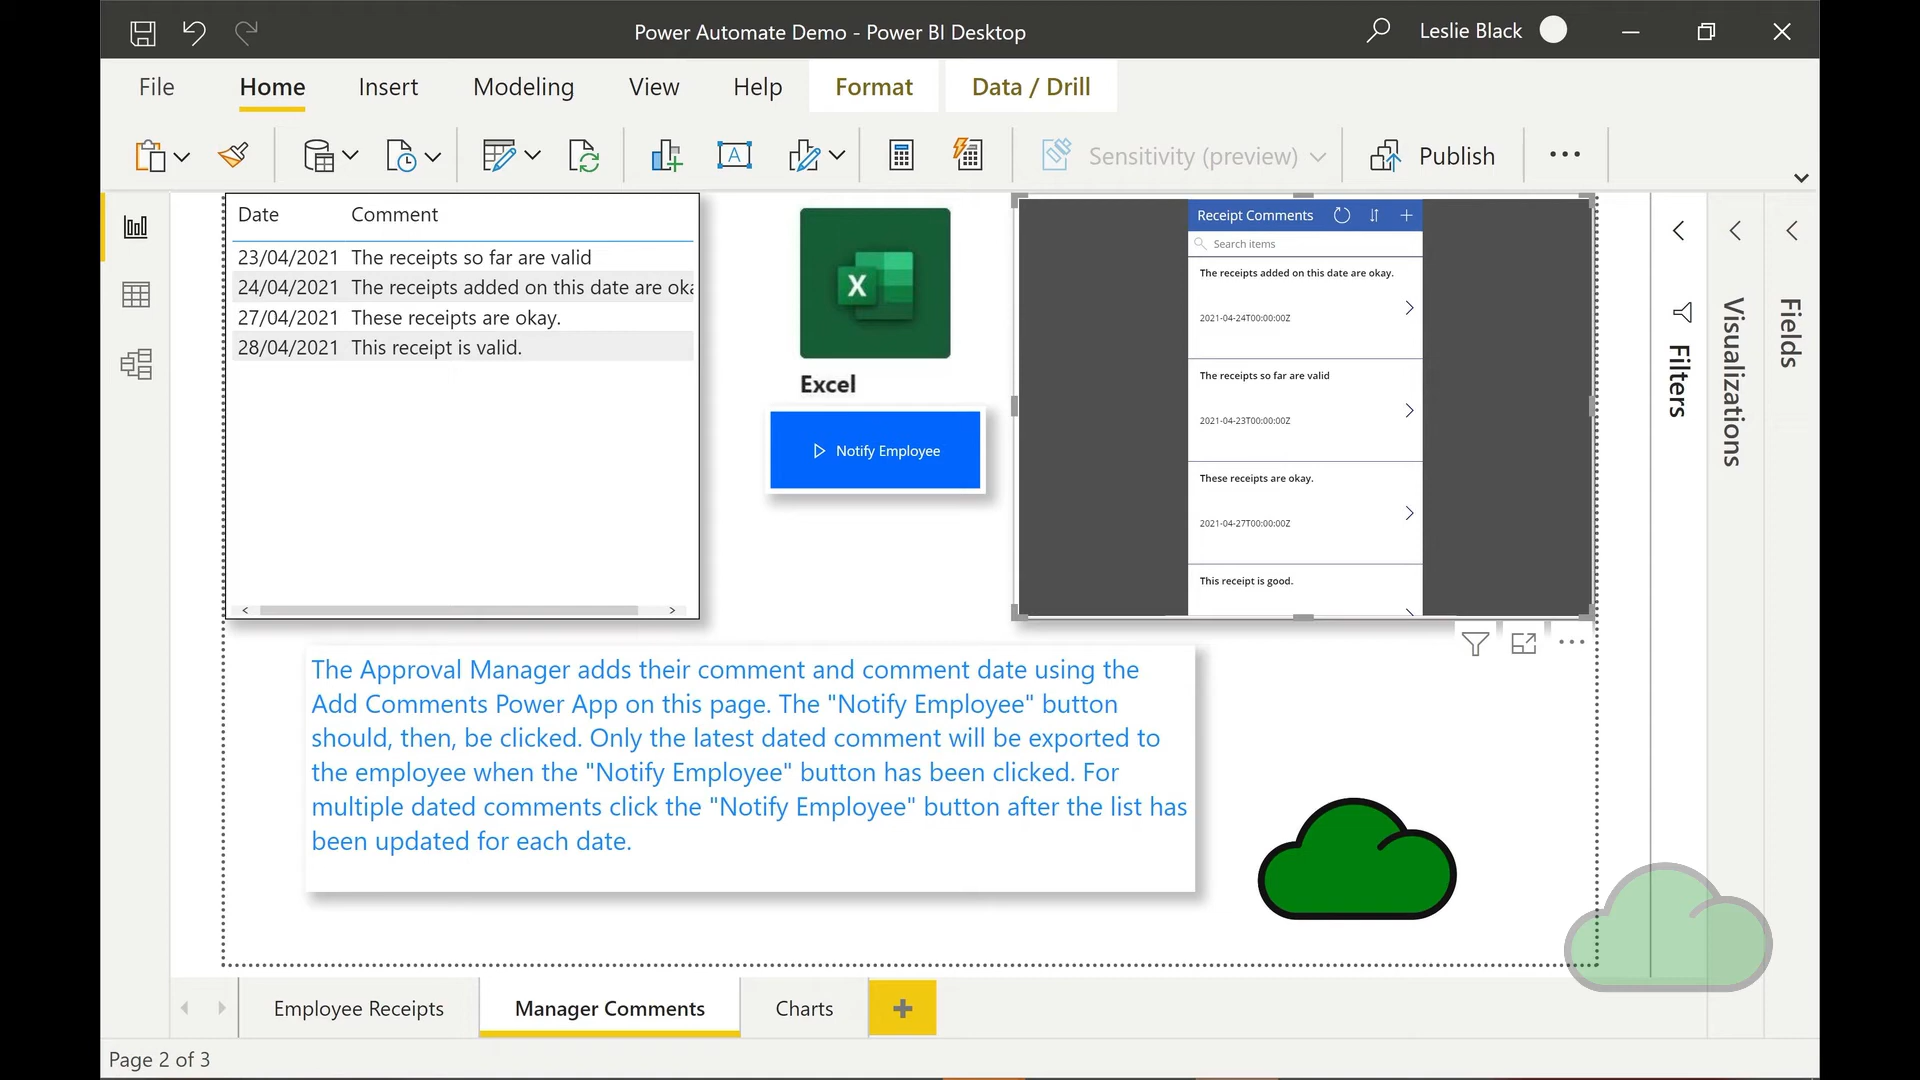 Power Automate Demo - Power BI Desktop
Leslie Black
File Home Insert Modeling View Help Format Data / Drill
Sensitivity (preview)
Publish
Date Comment
23/04/2021 The receipts so far are valid
24/04/2021 The receipts added on this date are oka
27/04/2021 These receipts are okay.
28/04/2021 This receipt is valid.
X
Excel
Notify Employee
Receipt Comments
Search items
The receipts added on this date are okay.
2021-04-24T00:00:00Z
The receipts so far are valid
2021-04-23T00:00:00Z
These receipts are okay.
2021-04-27T00:00:00Z
This receipt is good.
Filters
Visualizations
Fields
The Approval Manager adds their comment and comment date using the
Add Comments Power App on this page. The "Notify Employee" button
should, then, be clicked. Only the latest dated comment will be exported to
the employee when the "Notify Employee" button has been clicked. For
multiple dated comments click the "Notify Employee" button after the list has
been updated for each date.
Employee Receipts Manager Comments Charts
Page 2 of 3